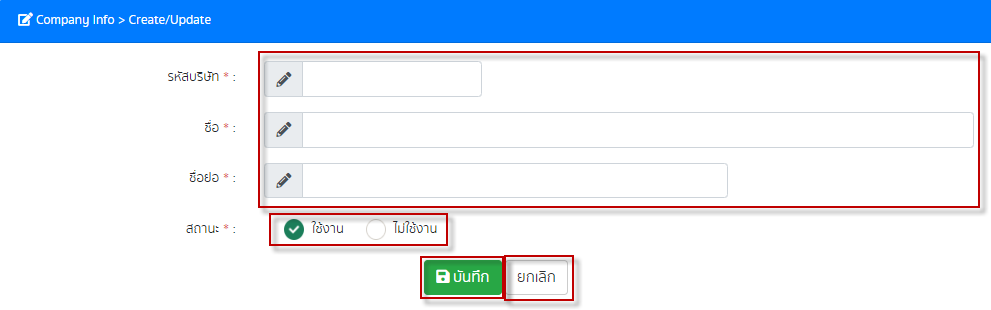 Company Info > Create/Update
รหัสบริษัท * :
ชื่อ * :
ชื่อย่อ * :
สถานะ * : ใช้งาน ไม่ใช้งาน
บันทึก ยกเลิก